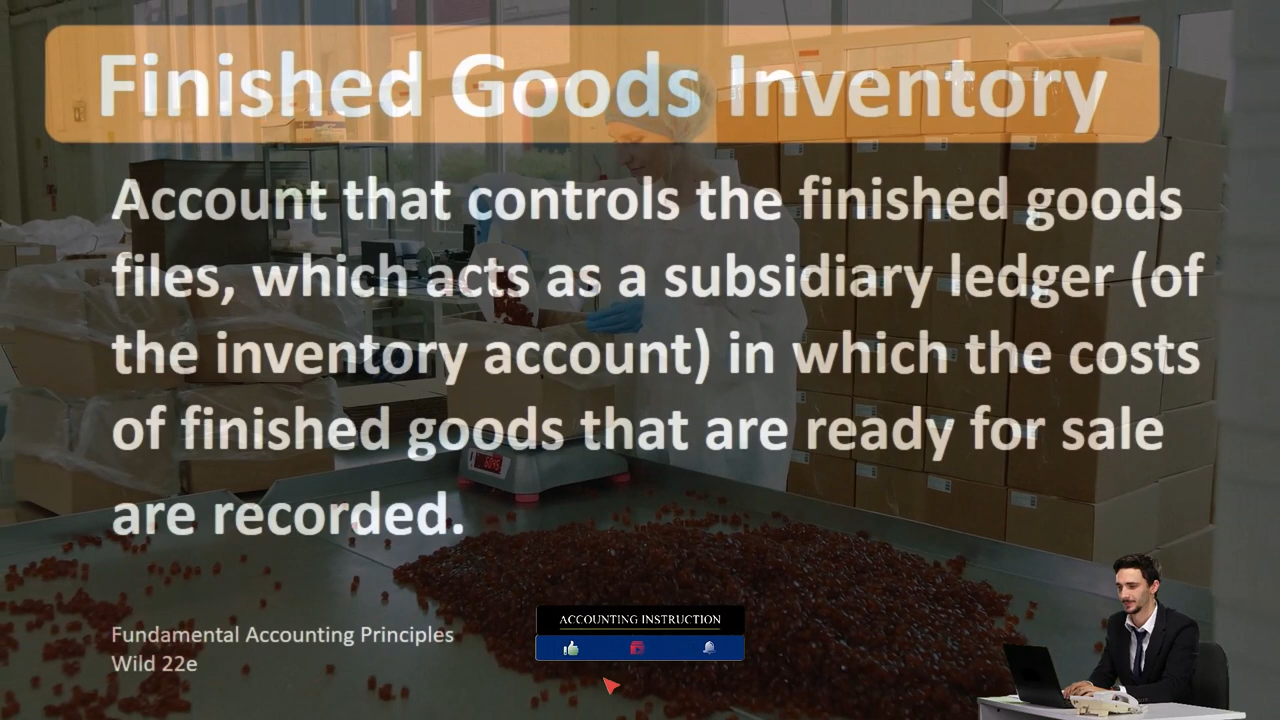 Finished Goods Inventory
Account that controls the finished goods
files, which acts as a subsidiary ledger (of
the inventory account) in which the costs
of finished goods that are ready for sale
are recorded.
Fundamental Accounting Principles
Wild 22e
ACCOUNTING INSTRUCTION